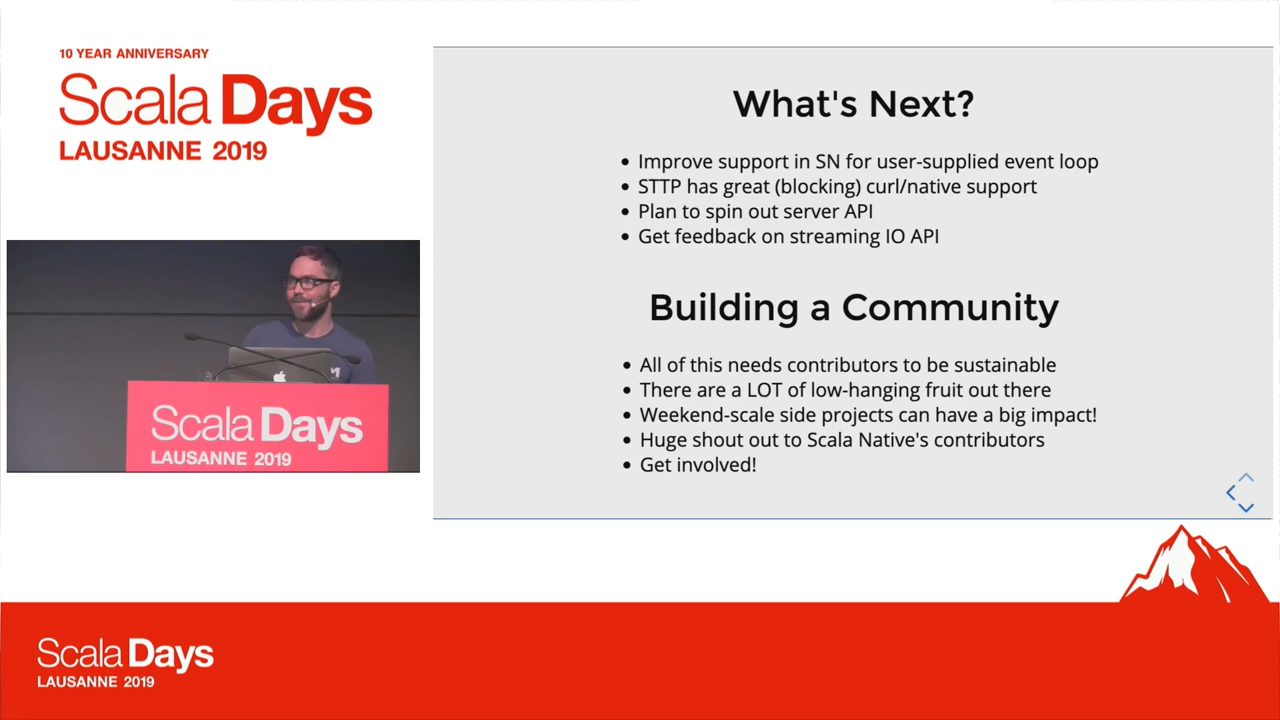 10 YEAR ANNIVERSARY
Scala Days
LAUSANNE 2019
What's Next?
• Improve support in SN for user-supplied event loop
• STTP has great (blocking) curl/native support
• Plan to spin out server API
• Get feedback on streaming IO API
Building a Community
• All of this needs contributors to be sustainable
• There are a LOT of low-hanging fruit out there
• Weekend-scale side projects can have a big impact!
• Huge shout out to Scala Native's contributors
• Get involved!
Scala Days
LAUSANNE 2019
Scala Days
LAUSANNE 2019